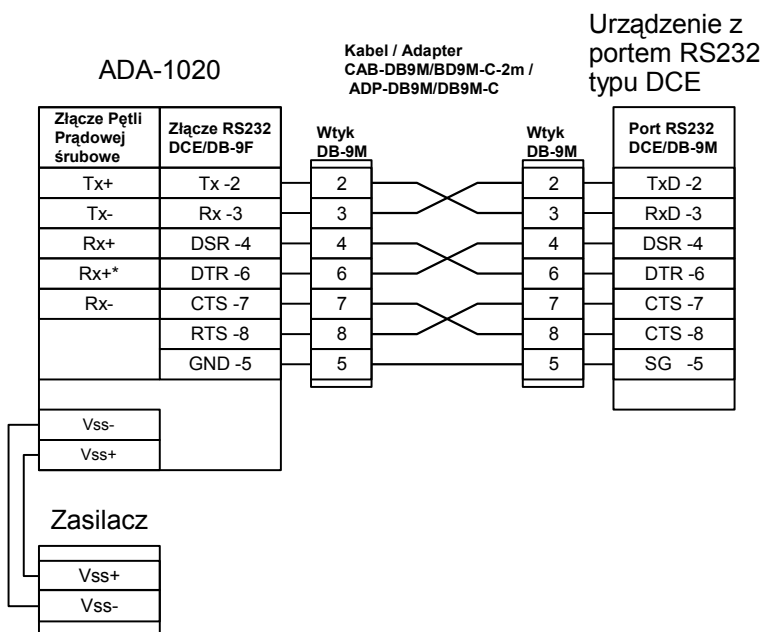 ADA-1020
Kabel / Adapter
CAB-DB9M/BD9M-C-2m /
ADP-DB9M/DB9M-C
Urządzenie z
portem RS232
typu DCE
Złącze Pętli
Prądowej
śrubowe
Złącze RS232
DCE/DB-9F
Wtyk
DB-9M
Wtyk
DB-9M
Port RS232
DCE/DB-9M
Tx+ Tx -2 2 2 TxD -2
Tx- Rx -3 3 3 RxD -3
Rx+ DSR -4 4 4 DSR -4
Rx+* DTR -6 6 6 DTR -6
Rx- CTS -7 7 7 CTS -7
RTS -8 8 8 CTS -8
GND -5 5 5 SG -5
Vss-
Vss+
Zasilacz
Vss+
Vss-